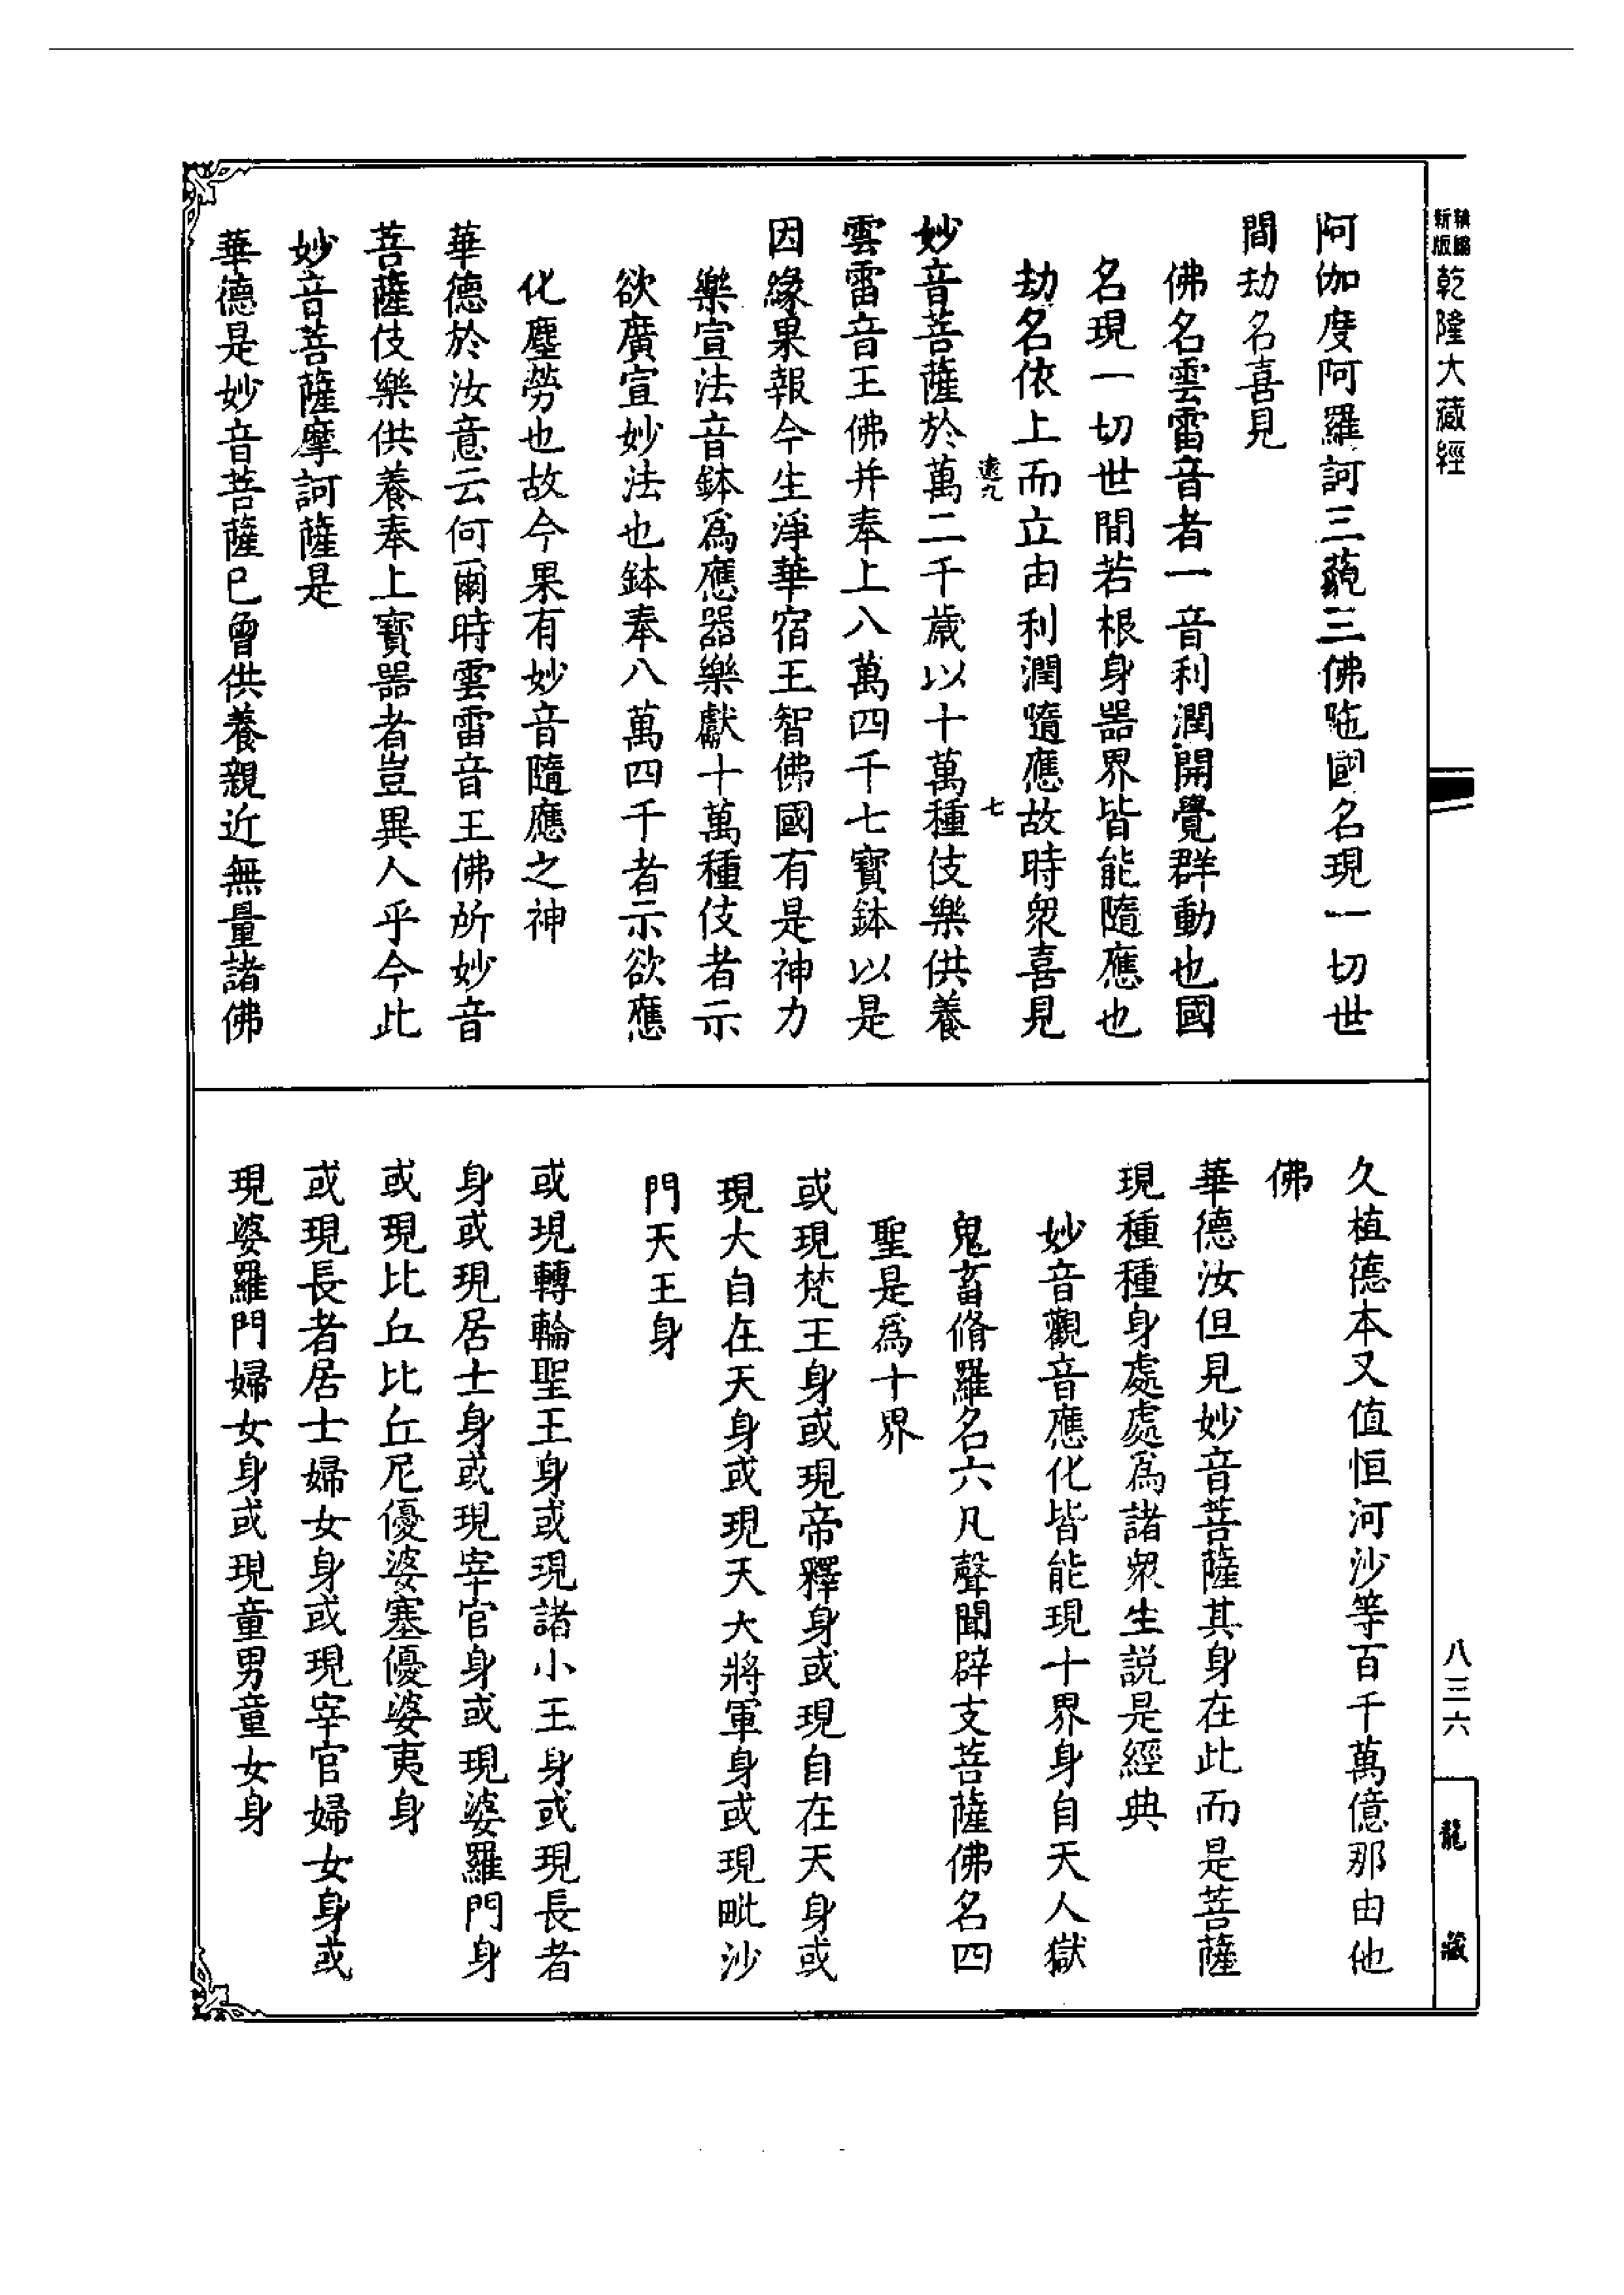 新編
新版
乾隆大藏經
阿伽度阿羅訶三藐三佛陁國名現一切世
間劫名喜見
佛名雲雷音者一音利潤開覺群動也國
名現一切世間若根身器界皆能隨應也
劫名依上而立由利潤隨應故時衆喜見
遠九
七
妙音菩薩於萬二千歲以十萬種伎樂供養
雲雷音王佛并奉上八萬四千七寶鉢以是
因緣果報今生淨華宿王智佛國有是神力
樂宣法音鉢爲應器樂獻十萬種伎者示
欲廣宣妙法也鉢奉八萬四千者示欲應
化塵勞也故今果有妙音隨應之神
華德於汝意云何爾時雲雷音王佛所妙音
菩薩伎樂供養奉上寶器者豈異人乎今此
妙音菩薩摩訶薩是
華德是妙音菩薩已曾供養親近無量諸佛
久植德本又值恒河沙等百千萬億那由他
佛
華德汝但見妙音菩薩其身在此而是菩薩
現種種身處處爲諸衆生説是經典
妙音觀音應化皆能現十界身自天人獄
鬼畜脩羅名六凡聲聞辟支菩薩佛名四
聖是爲十界
或現梵王身或現帝釋身或現自在天身或
現大自在天身或現天大將軍身或現毗沙
門天王身
或現轉輪聖王身或現諸小王身或現長者
身或現居士身或現宰官身或現婆羅門身
或現比丘比丘尼優婆塞優婆夷身
或現長者居士婦女身或現宰官婦女身或
現婆羅門婦女身或現童男童女身
八三六
龍藏